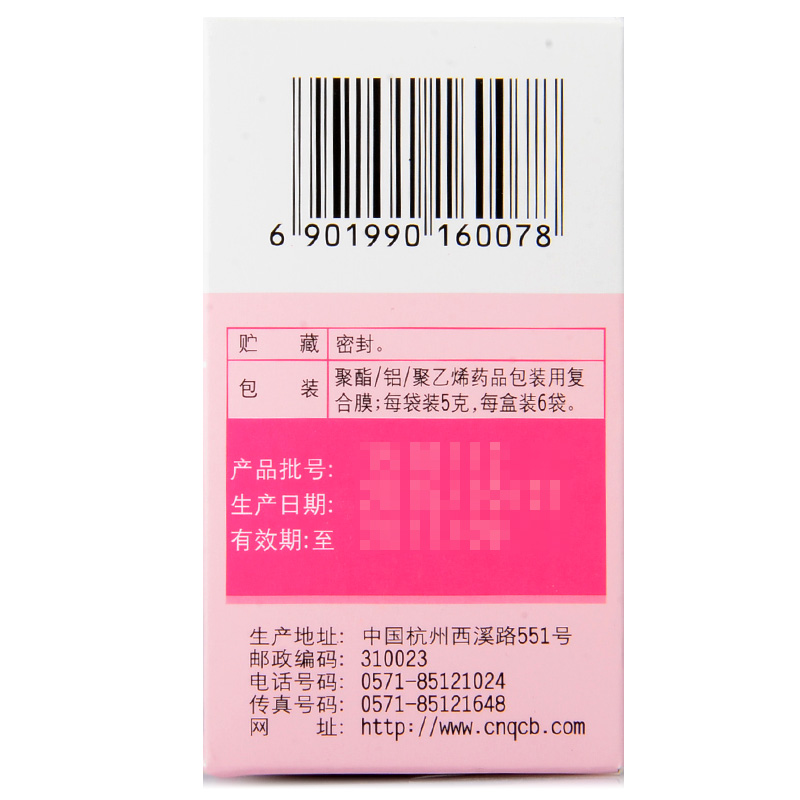 6 901990 160078
贮 藏 密封。
包 装 聚酯/铝/聚乙烯药品包装用复
合膜;每袋装5克,每盒装6袋。
产品批号:
生产日期:
有效期:至
生产地址: 中国杭州西溪路551号
邮政编码: 310023
电话号码: 0571-85121024
传真号码: 0571-85121648
网 址: http://www.cnqcb.com